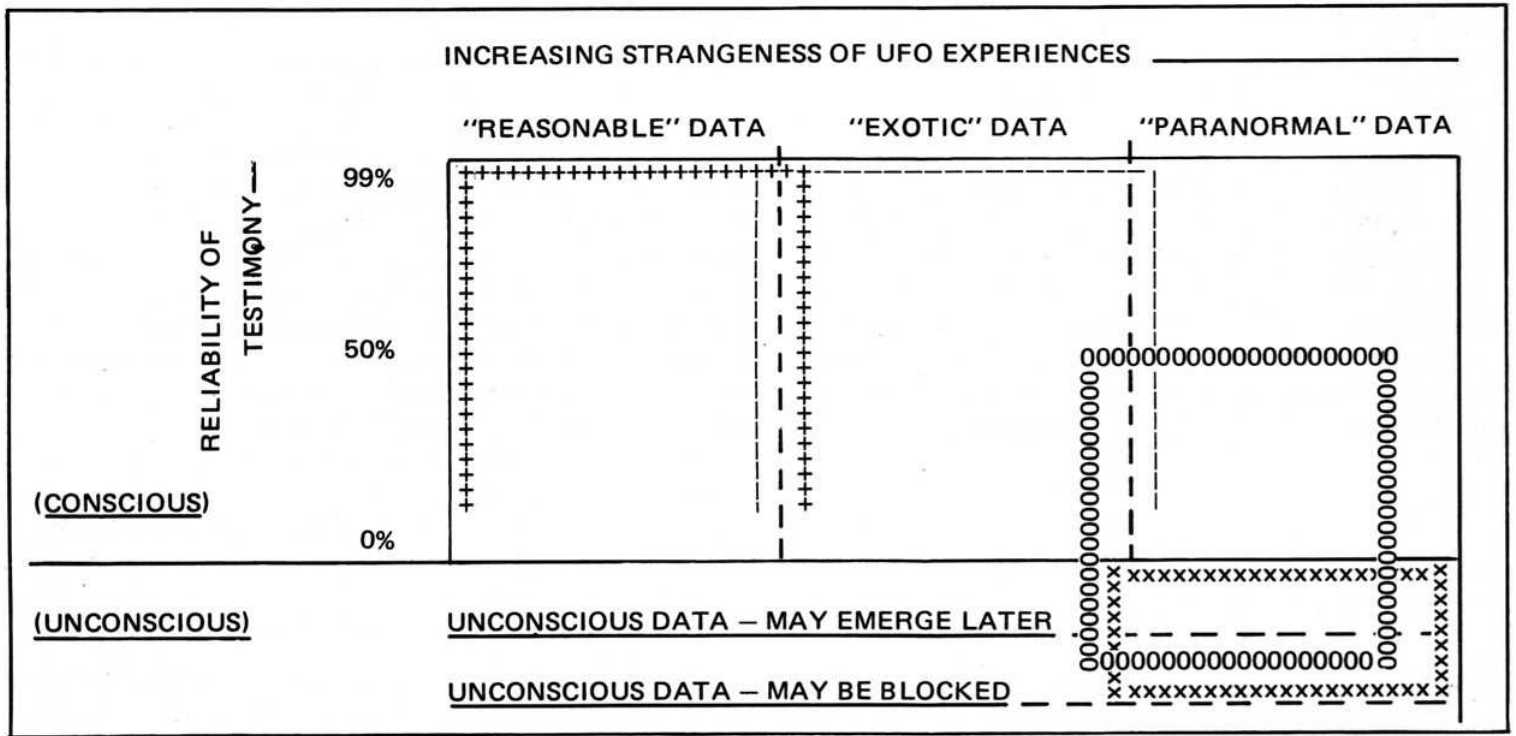 INCREASING STRANGENESS OF UFO EXPERIENCES
"REASONABLE" DATA "EXOTIC" DATA "PARANORMAL" DATA
RELIABILITY OF
TESTIMONY
99%
50%
0%
(CONSCIOUS)
(UNCONSCIOUS)
UNCONSCIOUS DATA — MAY EMERGE LATER
UNCONSCIOUS DATA — MAY BE BLOCKED